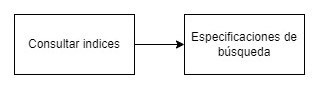 Consultar indices
Especificaciones de
búsqueda